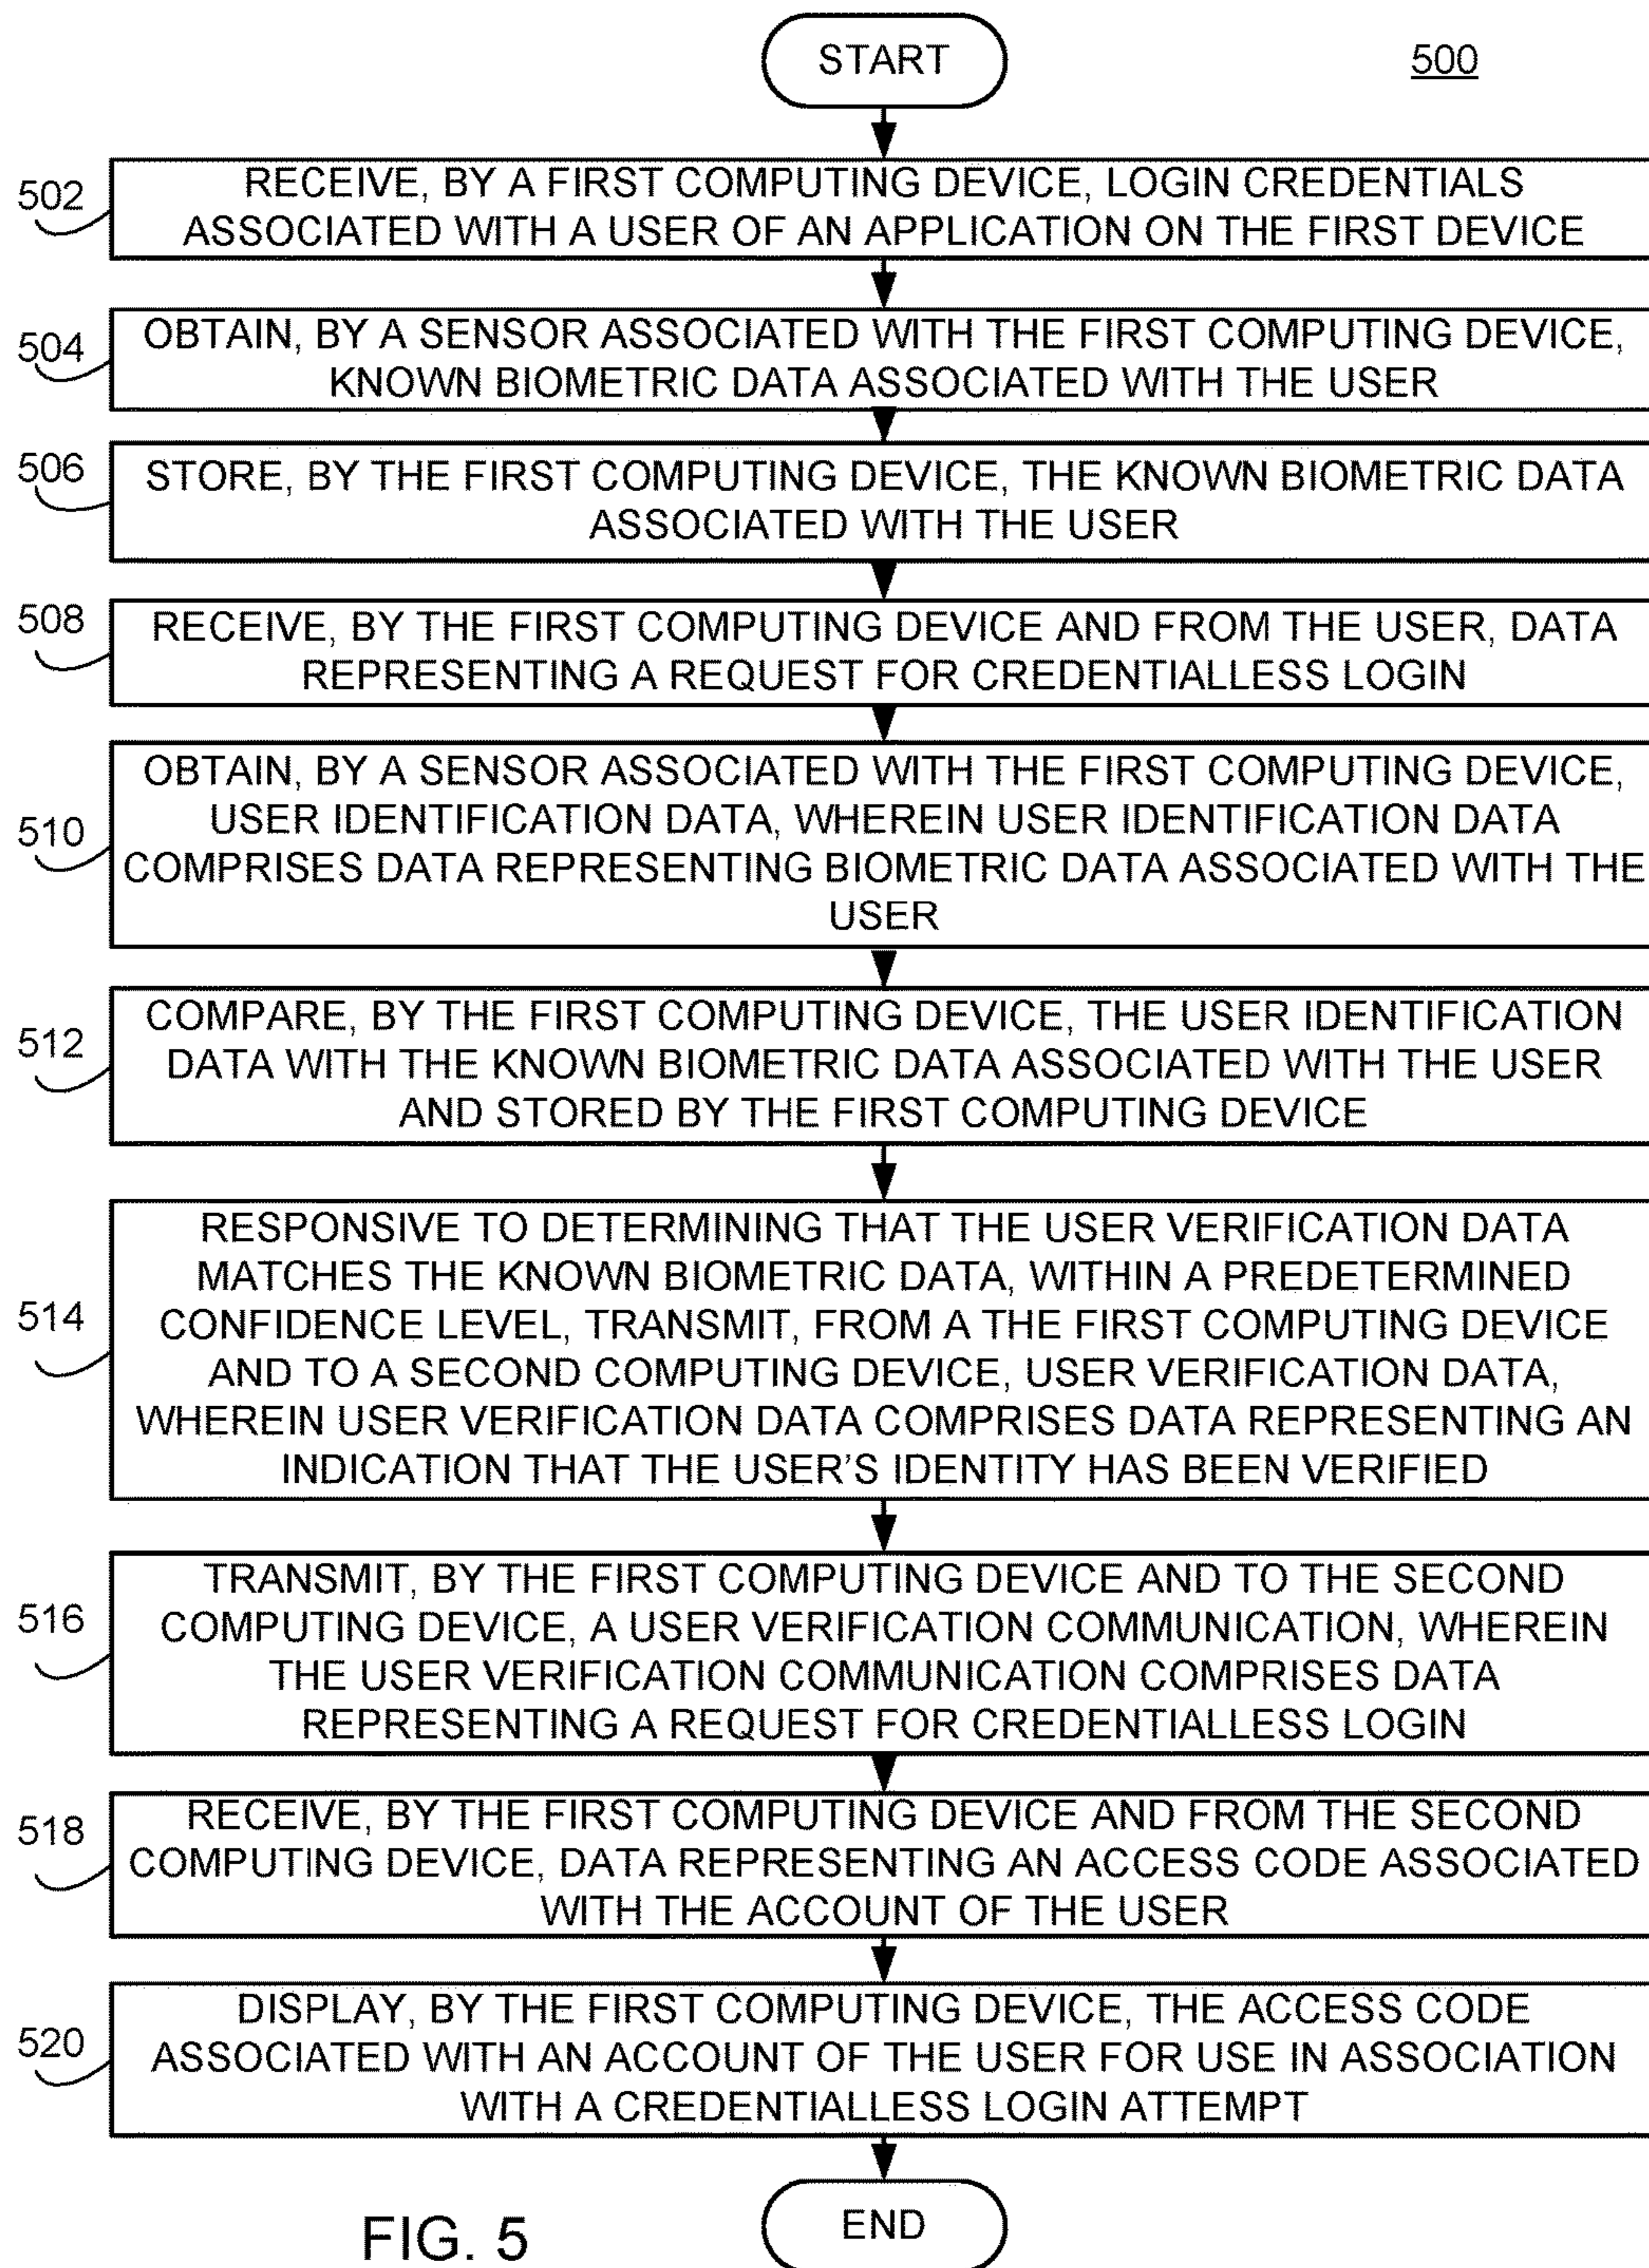 START
500
502
RECEIVE, BY A FIRST COMPUTING DEVICE, LOGIN CREDENTIALS
ASSOCIATED WITH A USER OF AN APPLICATION ON THE FIRST DEVICE
504
OBTAIN, BY A SENSOR ASSOCIATED WITH THE FIRST COMPUTING DEVICE,
KNOWN BIOMETRIC DATA ASSOCIATED WITH THE USER
506
STORE, BY THE FIRST COMPUTING DEVICE, THE KNOWN BIOMETRIC DATA
ASSOCIATED WITH THE USER
508
RECEIVE, BY THE FIRST COMPUTING DEVICE AND FROM THE USER, DATA
REPRESENTING A REQUEST FOR CREDENTIALLESS LOGIN
510
OBTAIN, BY A SENSOR ASSOCIATED WITH THE FIRST COMPUTING DEVICE,
USER IDENTIFICATION DATA, WHEREIN USER IDENTIFICATION DATA
COMPRISES DATA REPRESENTING BIOMETRIC DATA ASSOCIATED WITH THE
USER
512
COMPARE, BY THE FIRST COMPUTING DEVICE, THE USER IDENTIFICATION
DATA WITH THE KNOWN BIOMETRIC DATA ASSOCIATED WITH THE USER
AND STORED BY THE FIRST COMPUTING DEVICE
514
RESPONSIVE TO DETERMINING THAT THE USER VERIFICATION DATA
MATCHES THE KNOWN BIOMETRIC DATA, WITHIN A PREDETERMINED
CONFIDENCE LEVEL, TRANSMIT, FROM A THE FIRST COMPUTING DEVICE
AND TO A SECOND COMPUTING DEVICE, USER VERIFICATION DATA,
WHEREIN USER VERIFICATION DATA COMPRISES DATA REPRESENTING AN
INDICATION THAT THE USER'S IDENTITY HAS BEEN VERIFIED
516
TRANSMIT, BY THE FIRST COMPUTING DEVICE AND TO THE SECOND
COMPUTING DEVICE, A USER VERIFICATION COMMUNICATION, WHEREIN
THE USER VERIFICATION COMMUNICATION COMPRISES DATA
REPRESENTING A REQUEST FOR CREDENTIALLESS LOGIN
518
RECEIVE, BY THE FIRST COMPUTING DEVICE AND FROM THE SECOND
COMPUTING DEVICE, DATA REPRESENTING AN ACCESS CODE ASSOCIATED
WITH THE ACCOUNT OF THE USER
520
DISPLAY, BY THE FIRST COMPUTING DEVICE, THE ACCESS CODE
ASSOCIATED WITH AN ACCOUNT OF THE USER FOR USE IN ASSOCIATION
WITH A CREDENTIALLESS LOGIN ATTEMPT
END
FIG. 5